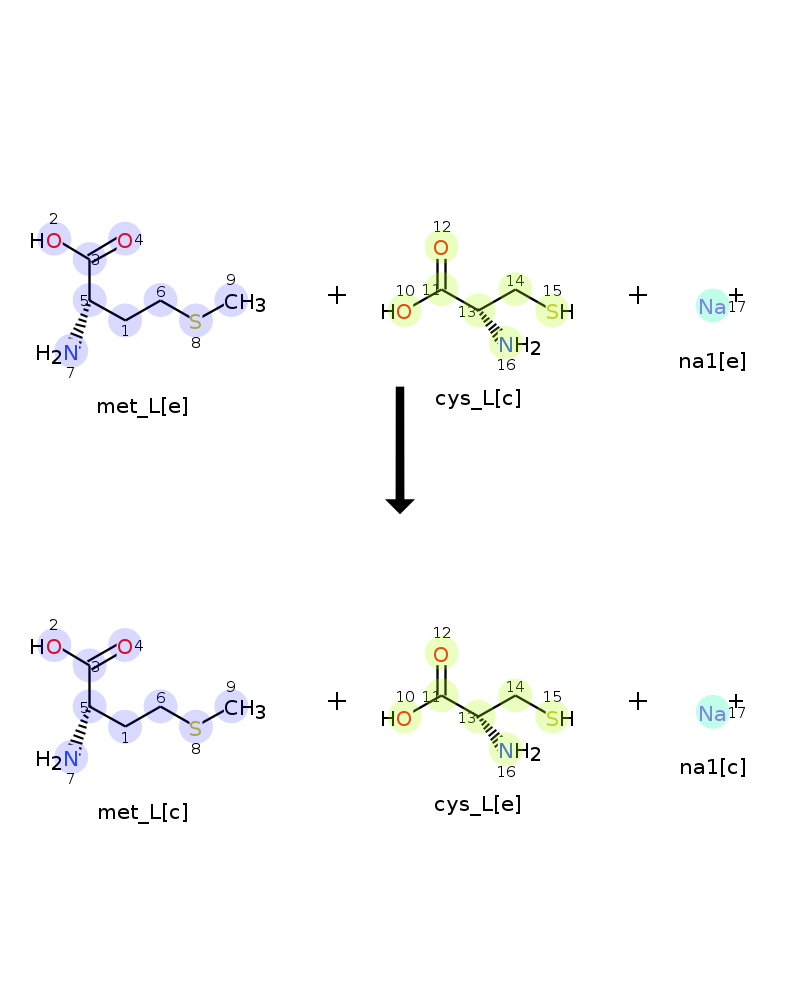 2 HO 3 O 4 5 1 6 S 8 9 CH3 H2N 7 + 12 O 10 HO 11 13 14 15 SH NH2 16 + Na+ 17
met_L[e] cys_L[c] na1[e]
2 HO 3 O 4 5 1 6 S 8 9 CH3 H2N 7 + 12 O 10 HO 11 13 14 15 SH NH2 16 + Na+ 17
met_L[c] cys_L[e] na1[c]